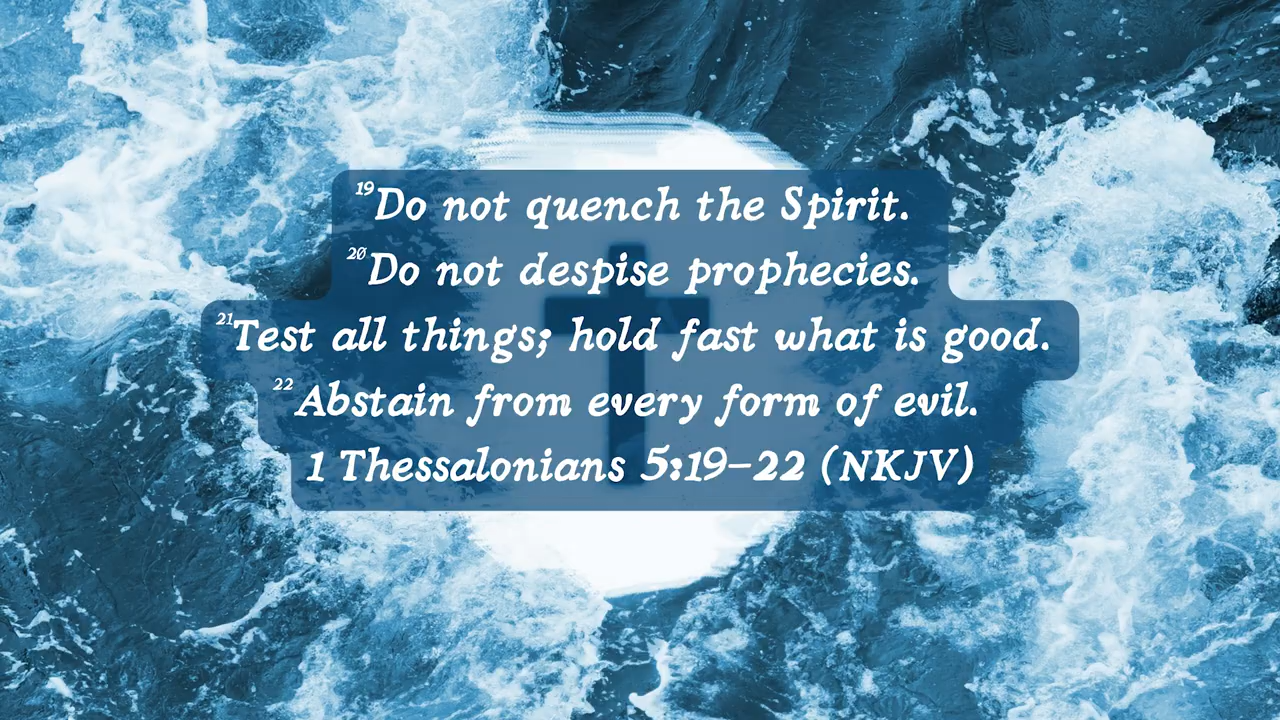 ¹⁹Do not quench the Spirit.
²⁰Do not despise prophecies.
²¹Test all things; hold fast what is good.
²²Abstain from every form of evil.
1 Thessalonians 5:19–22 (NKJV)